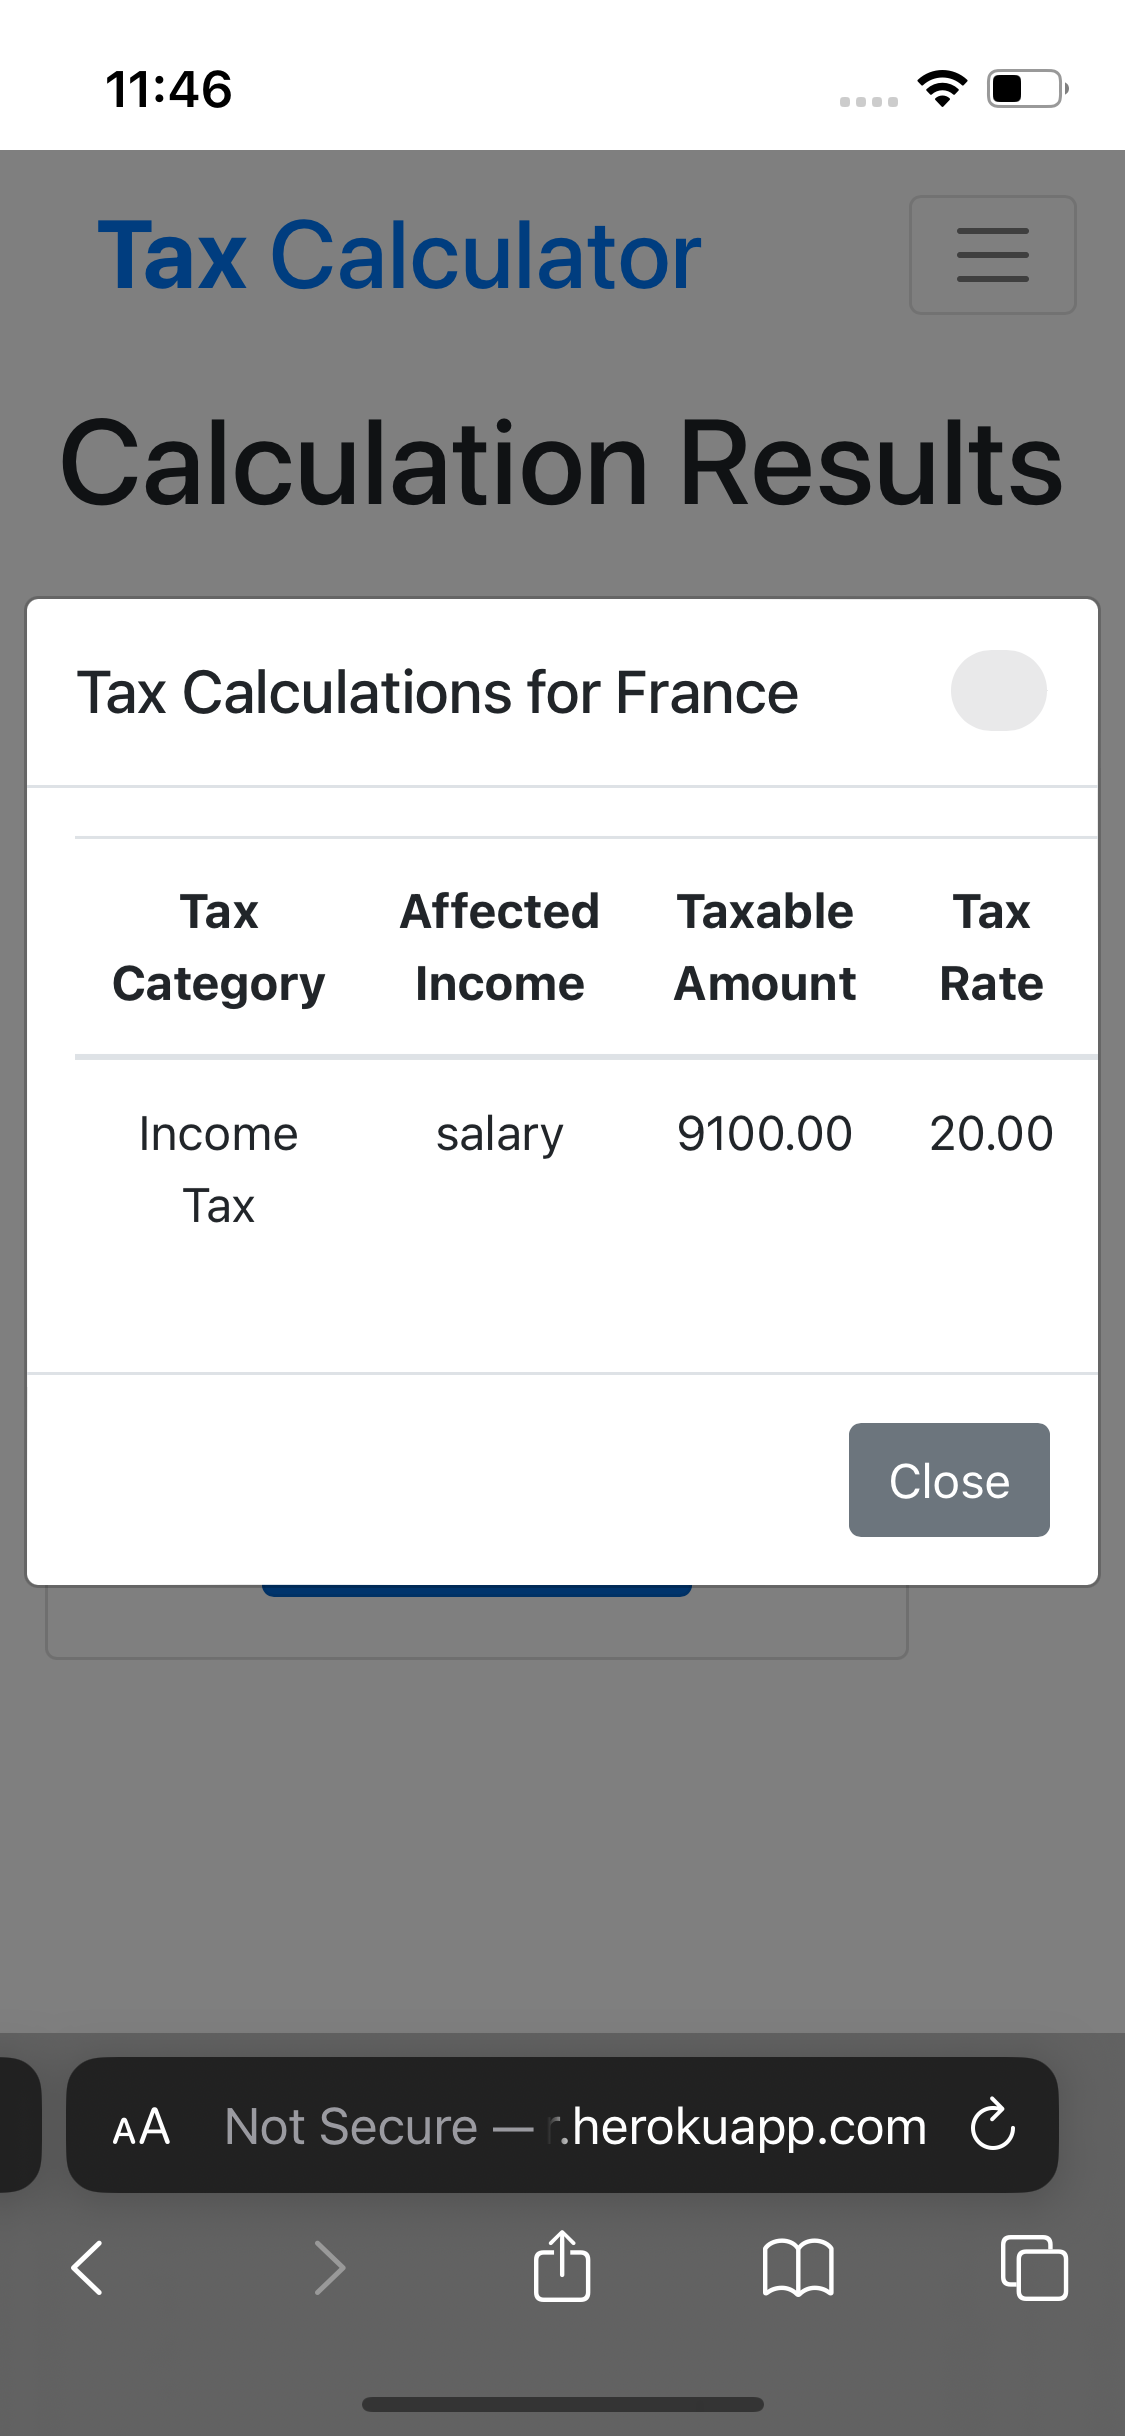 11:46
Tax Calculator
Calculation Results
Tax Calculations for France
Tax Category
Affected Income
Taxable Amount
Tax Rate
Income Tax
salary
9100.00
20.00
Close
AA Not Secure — r.herokuapp.com